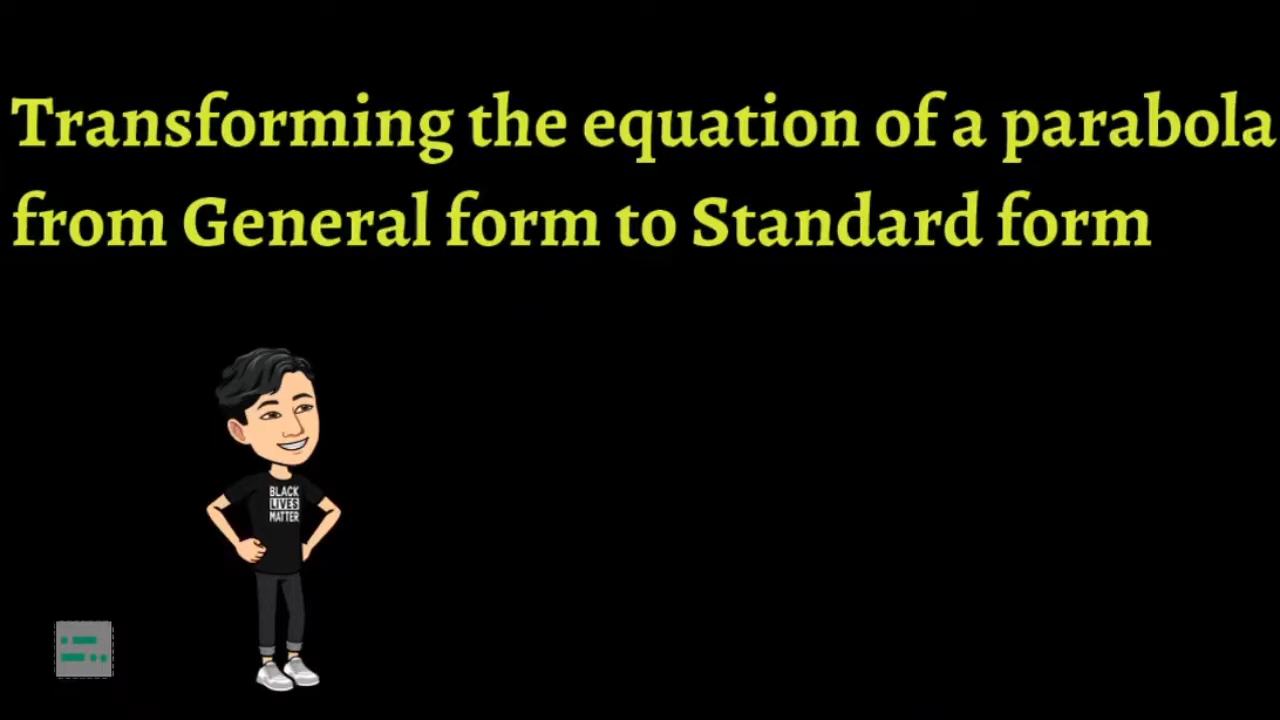 Transforming the equation of a parabola
from General form to Standard form
BLACK
LIVES
MATTER